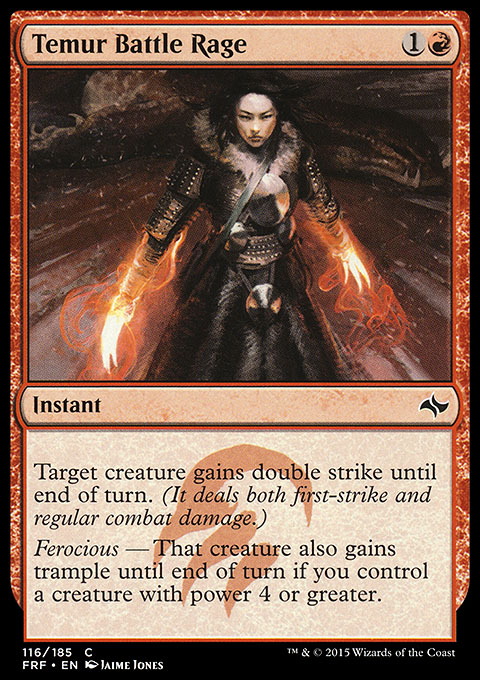 Temur Battle Rage 1
Instant
Target creature gains double strike until
end of turn. (It deals both first-strike and
regular combat damage.)
Ferocious — That creature also gains
trample until end of turn if you control
a creature with power 4 or greater.
116/185 C
™ & © 2015 Wizards of the Coast
FRF • EN Jaime Jones